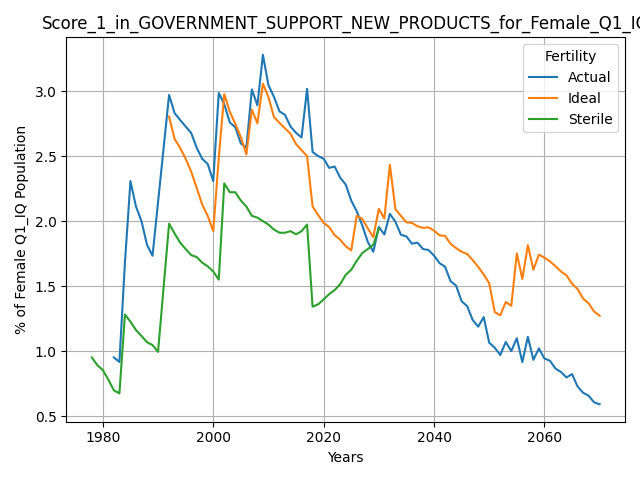 Score_1_in_GOVERNMENT_SUPPORT_NEW_PRODUCTS_for_Female_Q1_IQ
Fertility
Actual
Ideal
Sterile
% of Female Q1_IQ Population
3.0
2.5
2.0
1.5
1.0
0.5
1980
2000
2020
2040
2060
Years